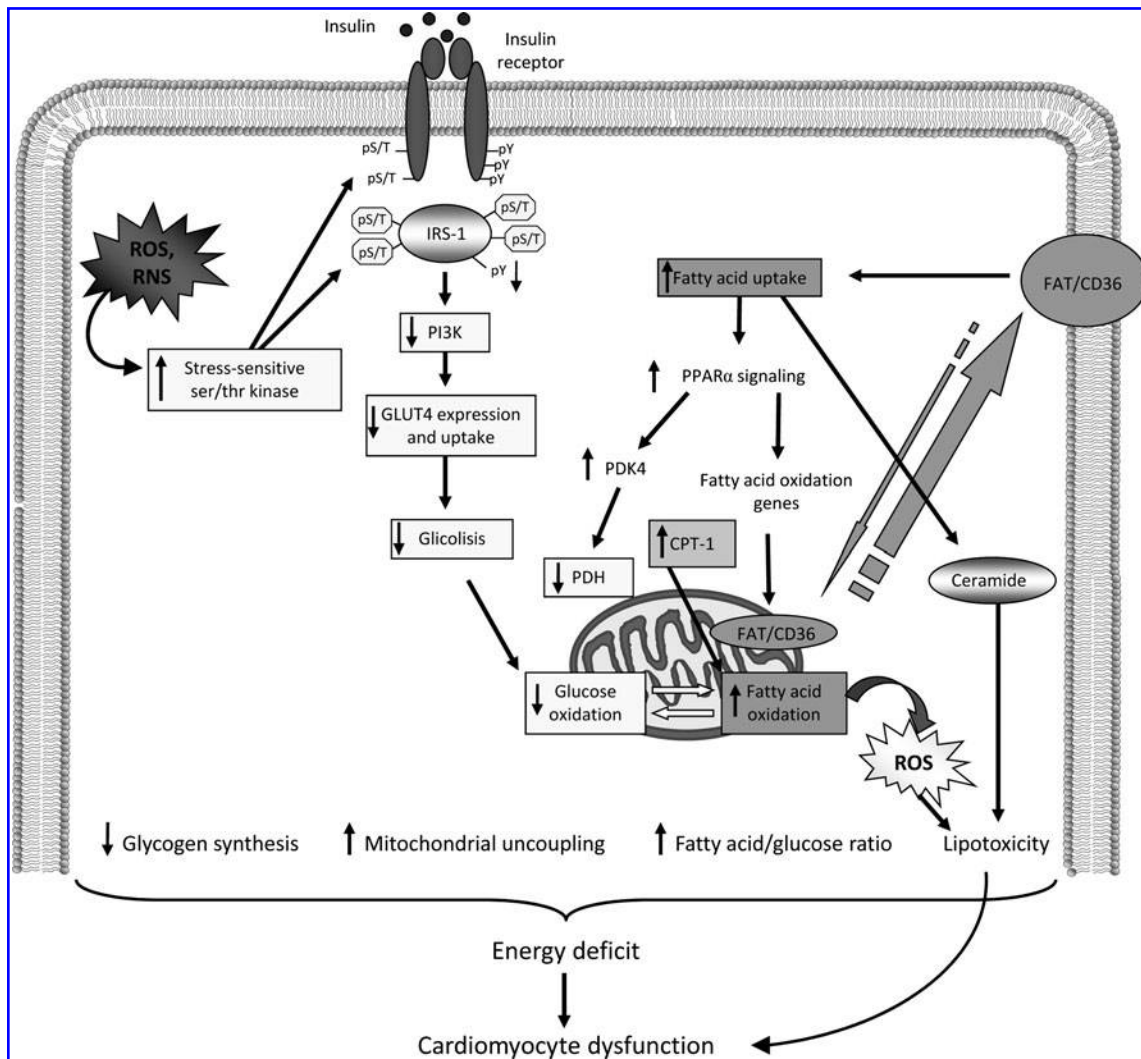 Insulin
Insulin
receptor
pS/T
pY
pY
pS/T
pY
pS/T
pS/T
IRS-1
pS/T
pS/T
pY
ROS,
RNS
↑ Stress-sensitive
ser/thr kinase
↓ PI3K
↓ GLUT4 expression
and uptake
↓ Glicolisis
↑ Fatty acid uptake
FAT/CD36
↑ PPARα signaling
↑ PDK4
Fatty acid oxidation
genes
↑ CPT-1
↓ PDH
Ceramide
FAT/CD36
↓ Glucose
oxidation
↑ Fatty acid
oxidation
ROS
↓ Glycogen synthesis
↑ Mitochondrial uncoupling
↑ Fatty acid/glucose ratio
Lipotoxicity
Energy deficit
Cardiomyocyte dysfunction